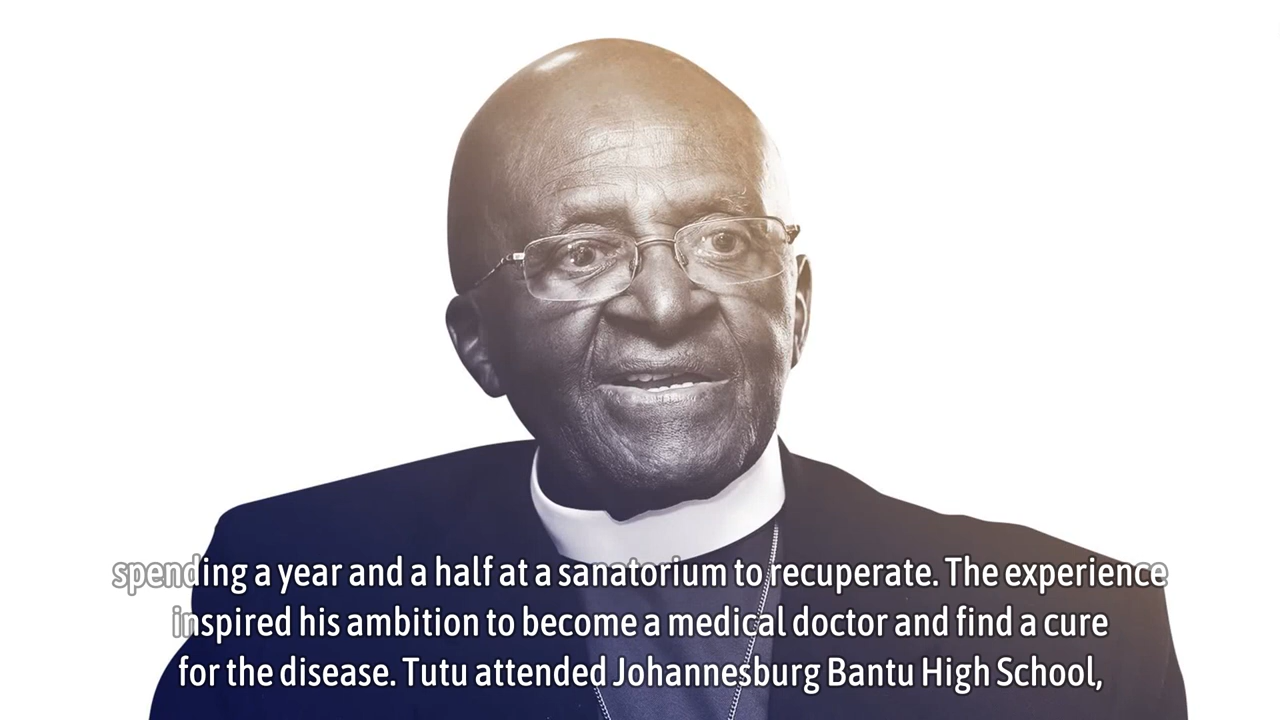 spending a year and a half at a sanatorium to recuperate. The experience
inspired his ambition to become a medical doctor and find a cure
for the disease. Tutu attended Johannesburg Bantu High School,